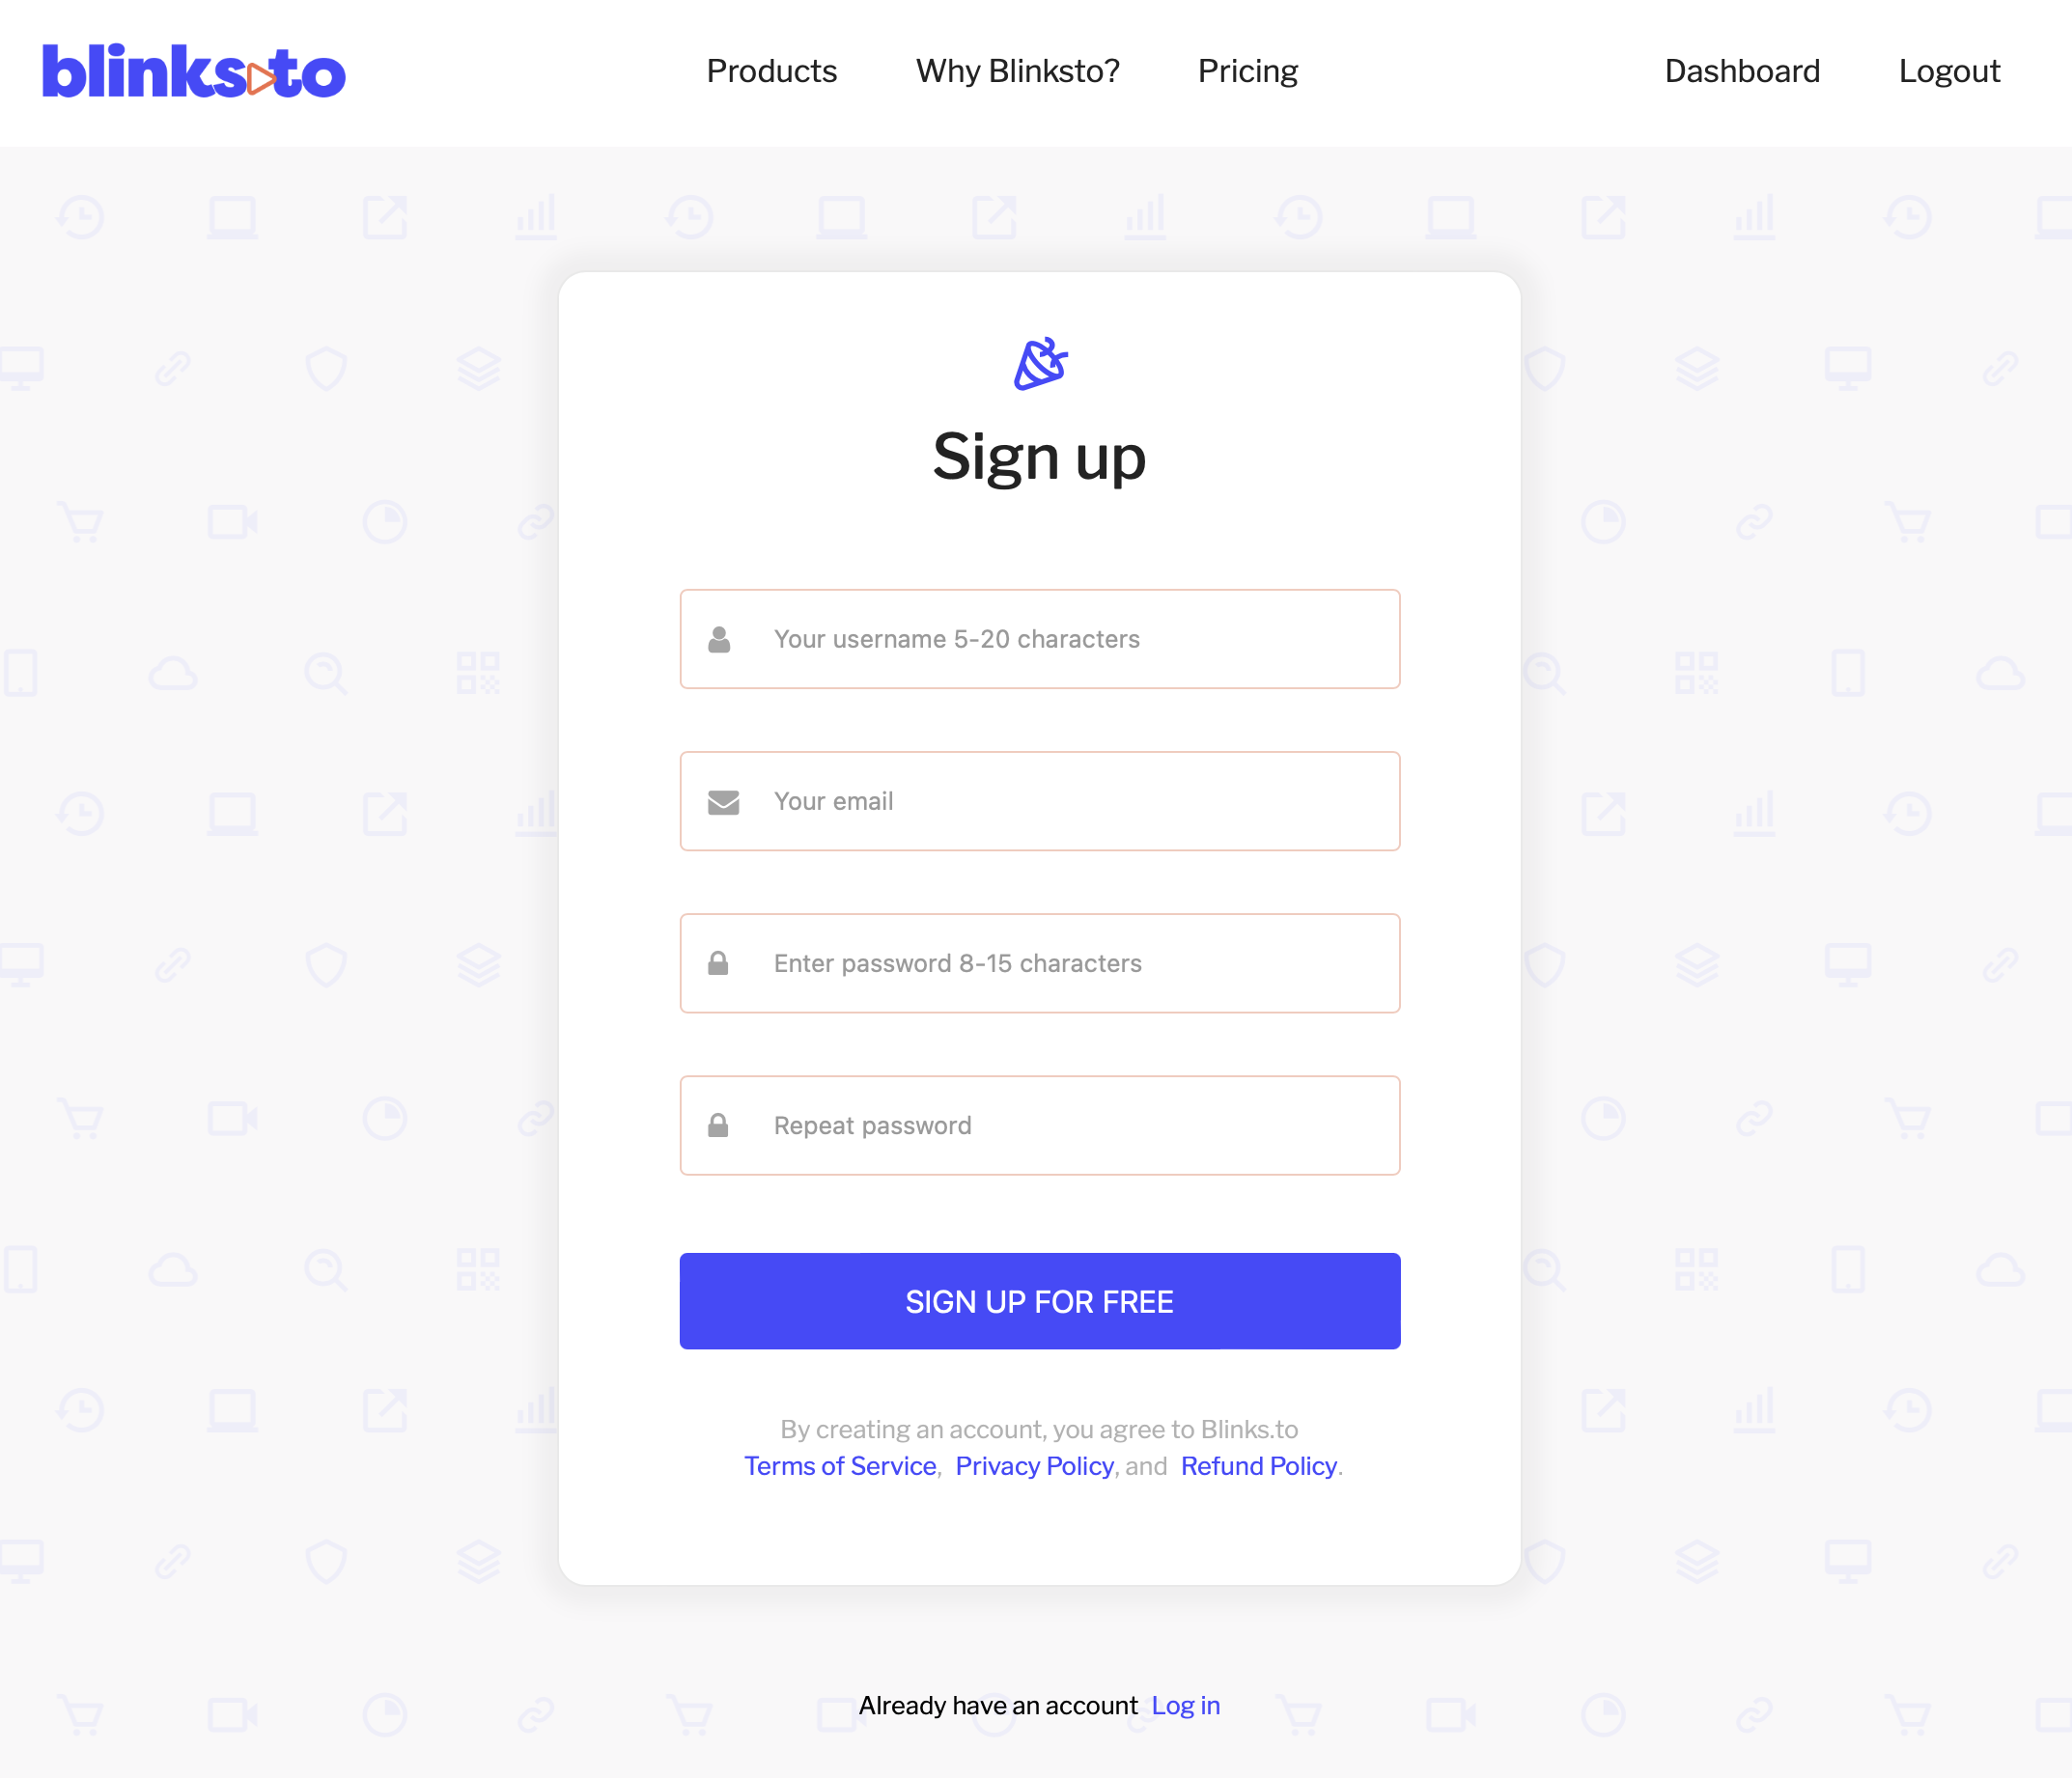 blinksto
Products Why Blinksto? Pricing Dashboard Logout
Sign up
Your username 5-20 characters
Your email
Enter password 8-15 characters
Repeat password
SIGN UP FOR FREE
By creating an account, you agree to Blinks.to
Terms of Service, Privacy Policy, and Refund Policy.
Already have an account Log in